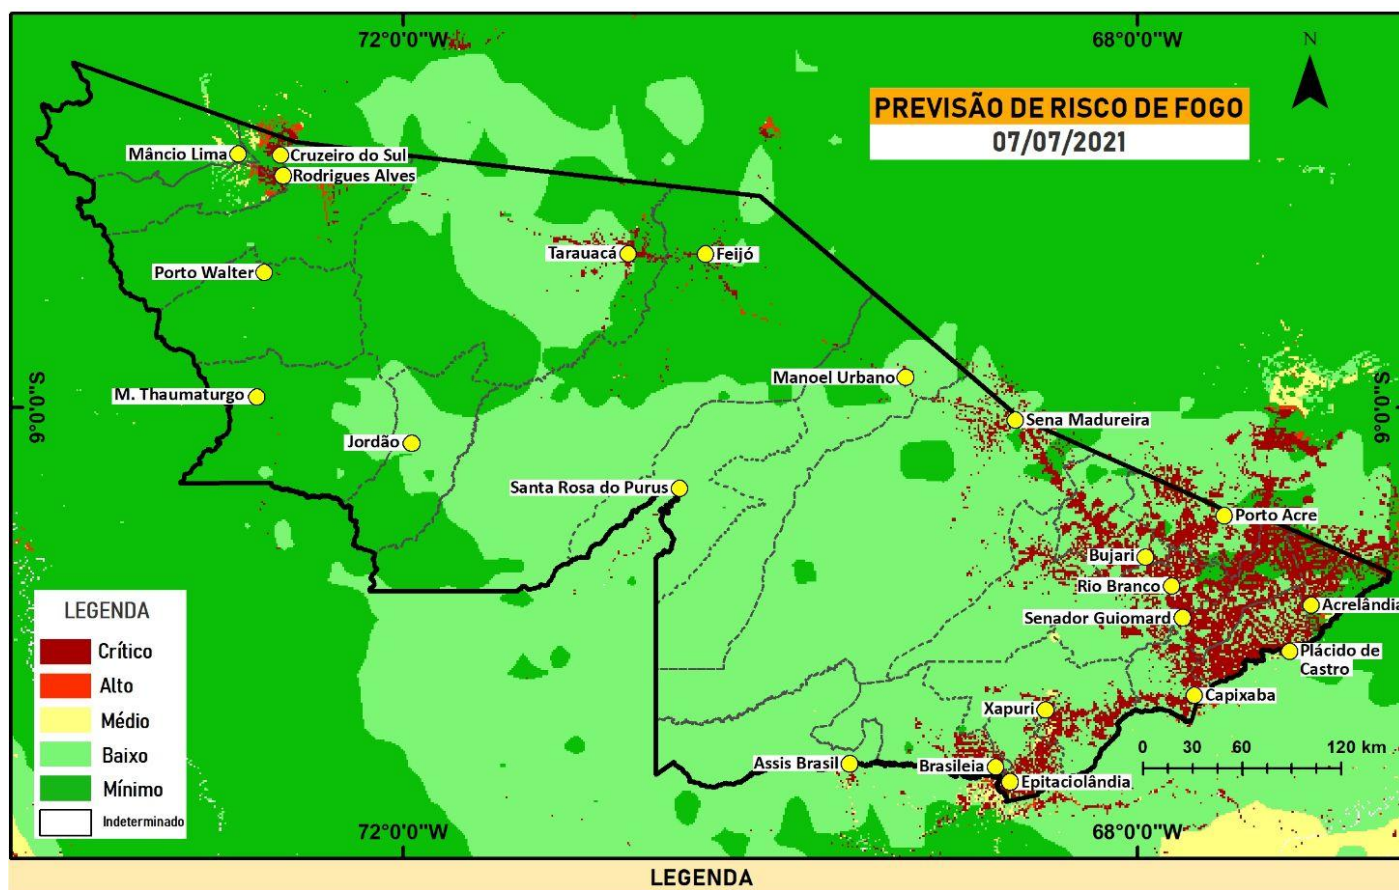 72°0'0"W
68°0'0"W
N
PREVISÃO DE RISCO DE FOGO
07/07/2021
Mâncio Lima
Cruzeiro do Sul
Rodrigues Alves
Tarauacá
Feijó
Porto Walter
Manoel Urbano
M. Thaumaturgo
9°0'0"S
9°0'0"S
Sena Madureira
Jordão
Santa Rosa do Purus
Porto Acre
Bujari
Rio Branco
Acrelândia
Senador Guiomard
Plácido de
Castro
Capixaba
Xapuri
Assis Brasil
Brasileia
Epitaciolândia
0 30 60 120 km
LEGENDA
Crítico
Alto
Médio
Baixo
Mínimo
Indeterminado
72°0'0"W
68°0'0"W
LEGENDA